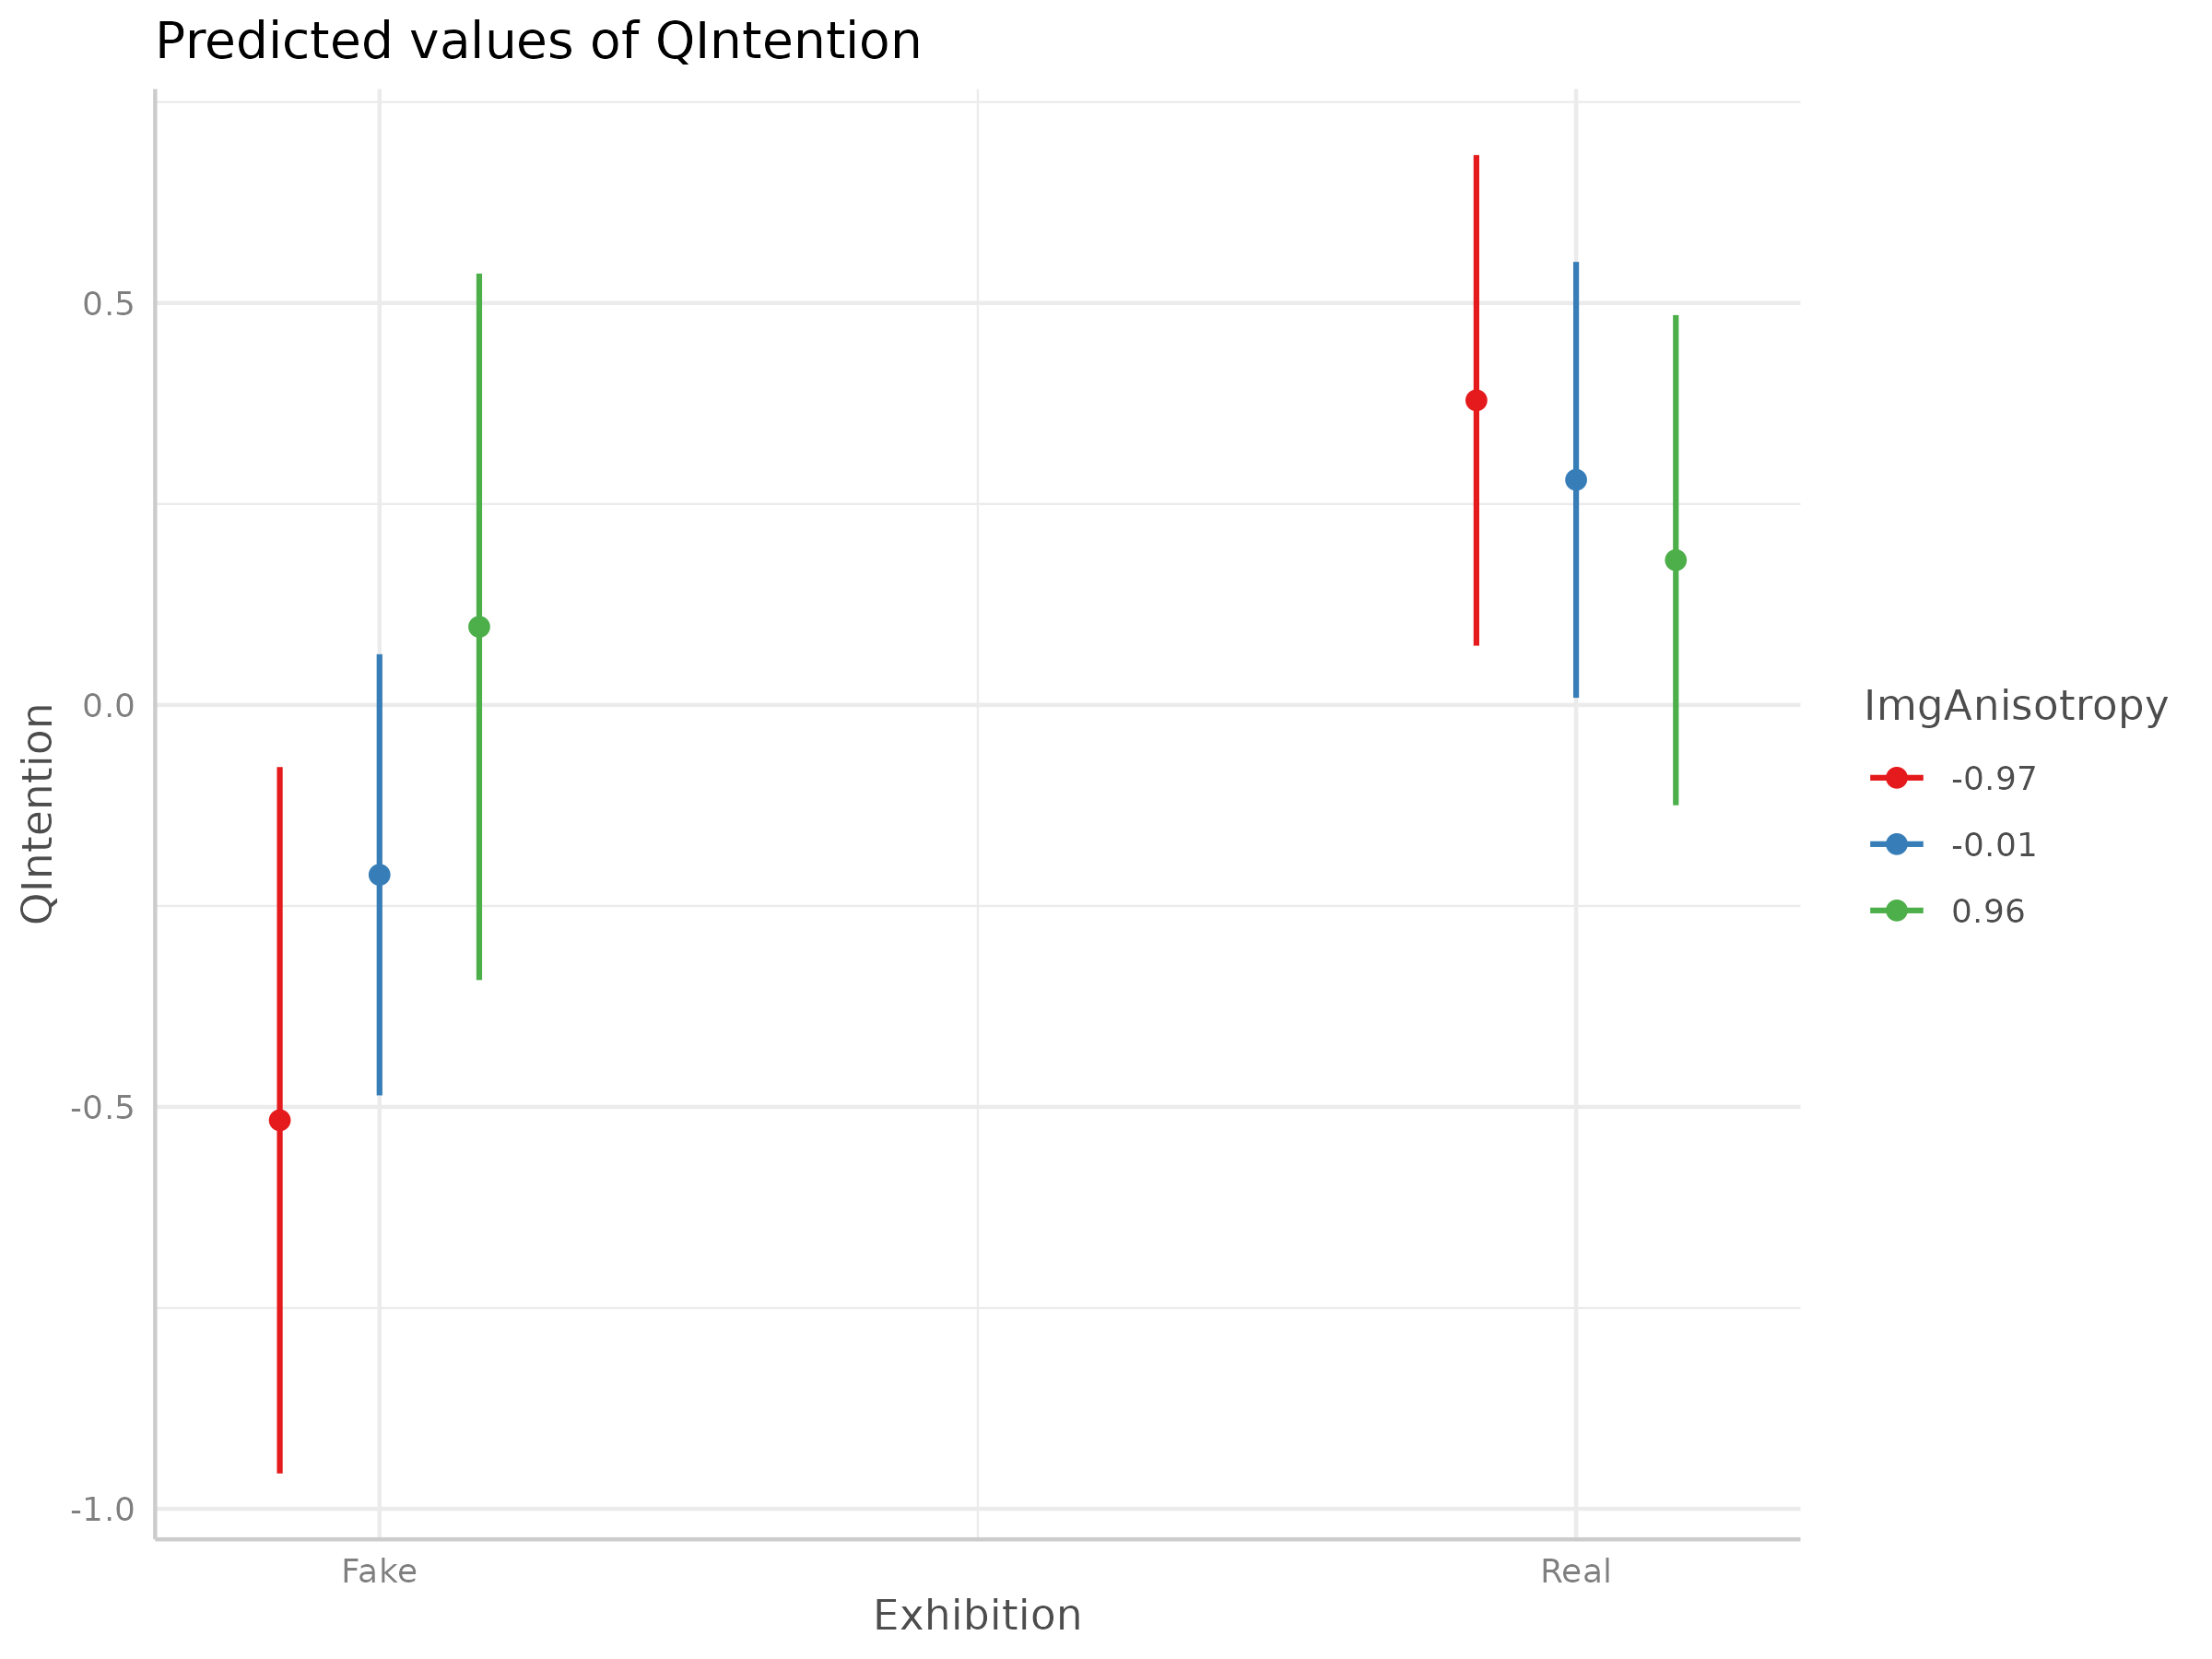 Predicted values of QIntention
QIntention
0.5
0.0
-0.5
-1.0
Fake
Real
Exhibition
ImgAnisotropy
-0.97
-0.01
0.96